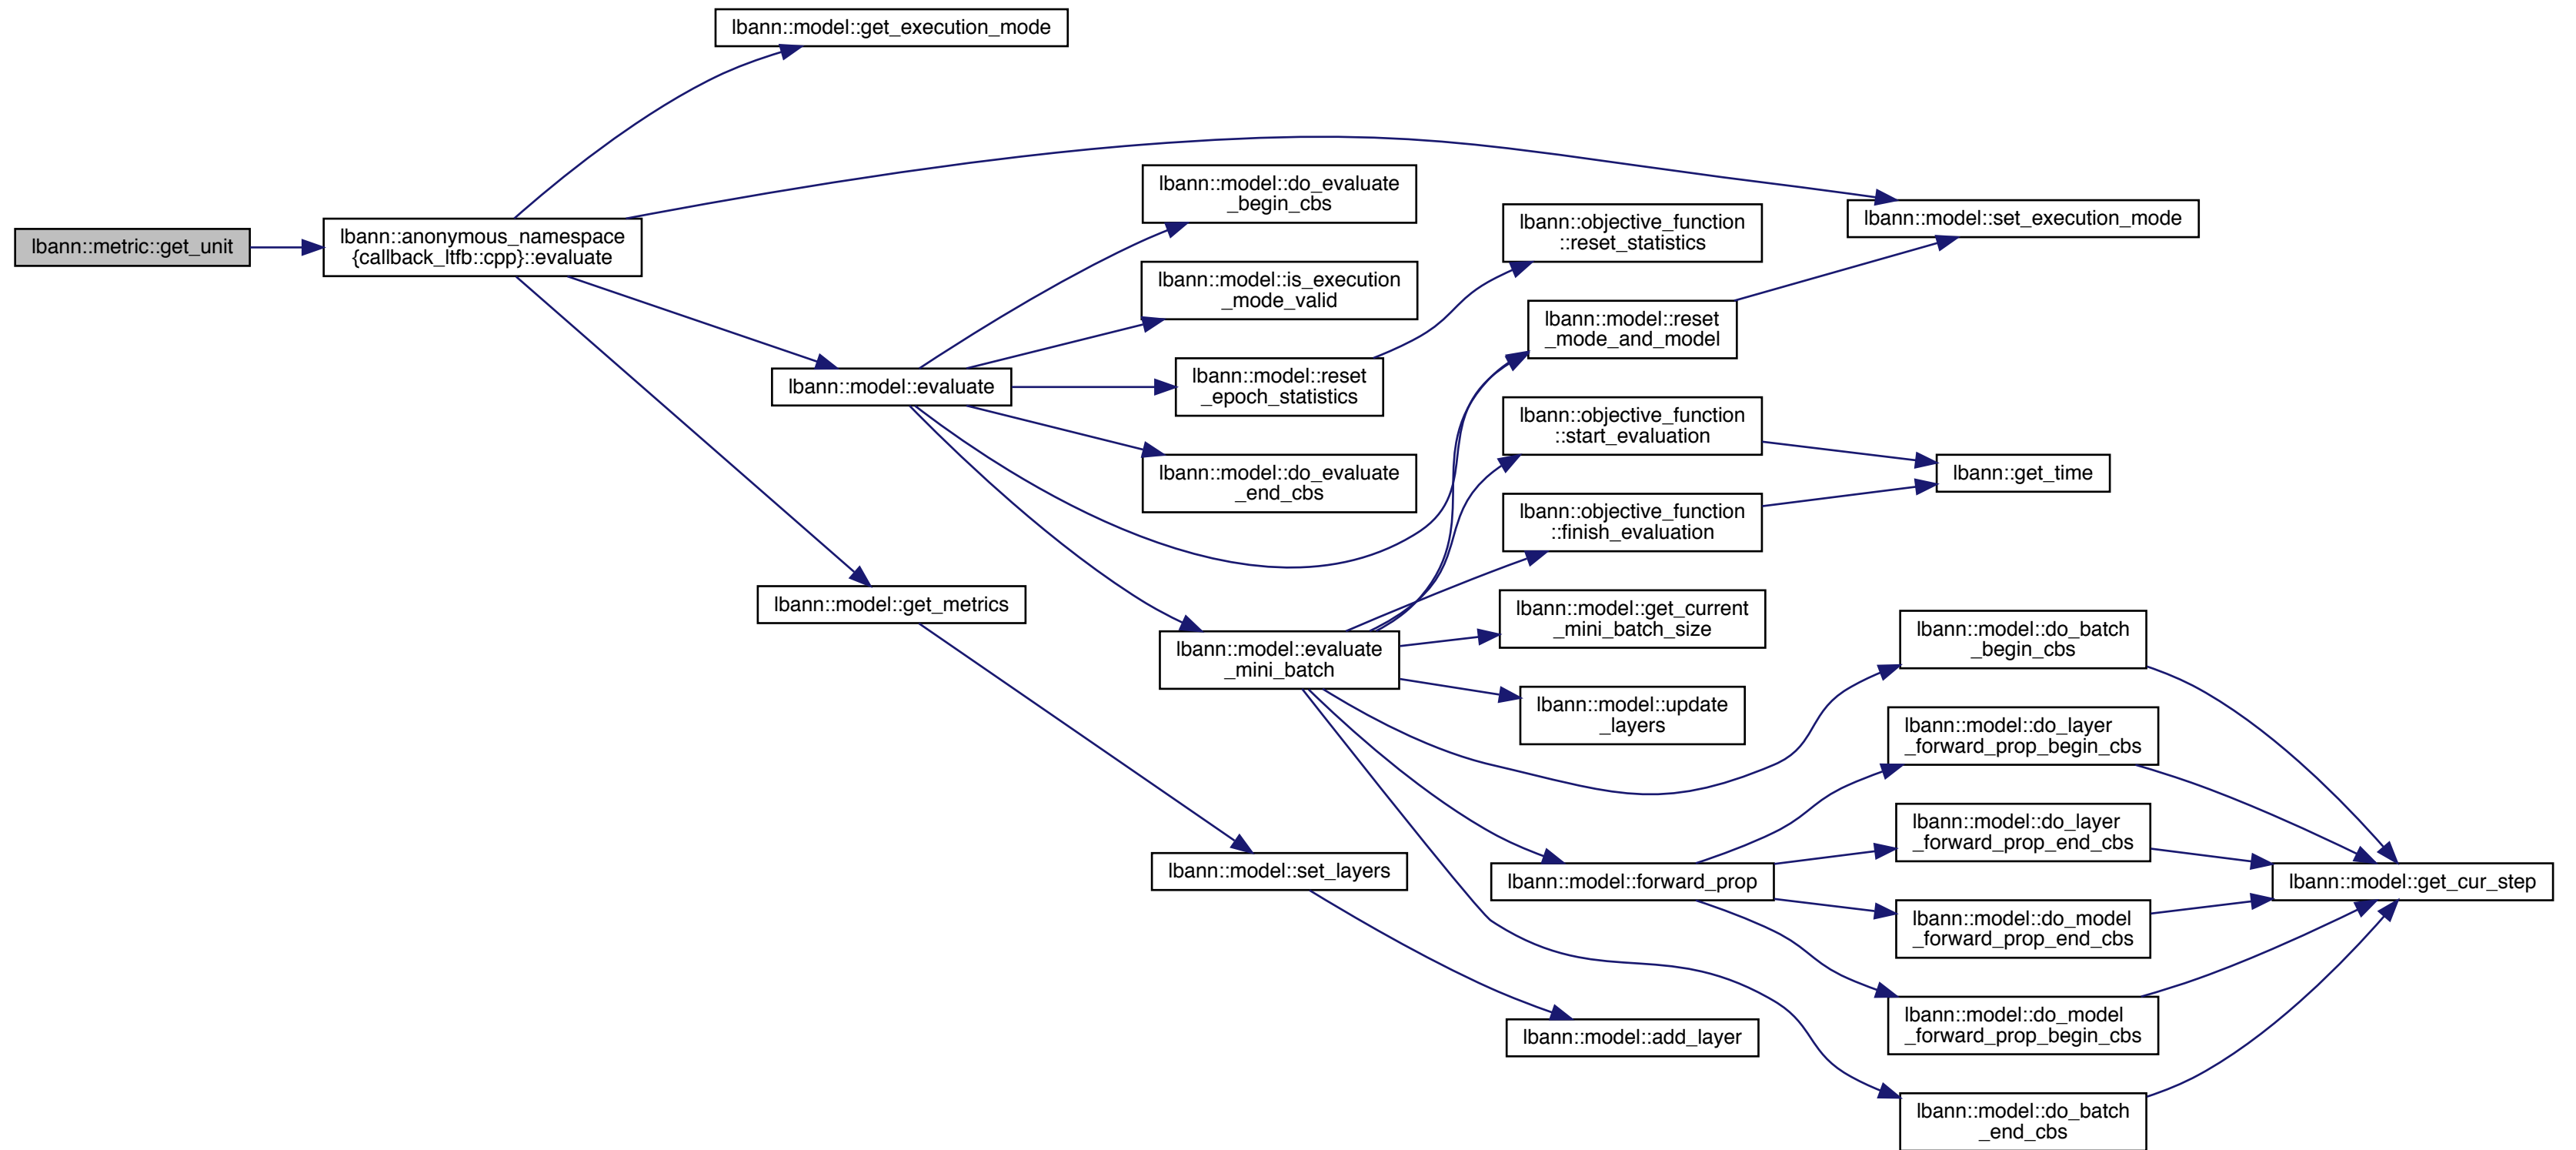 lbann::metric::get_unit
lbann::anonymous_namespace
{callback_ltfb::cpp}::evaluate
lbann::model::get_execution_mode
lbann::model::evaluate
lbann::model::get_metrics
lbann::model::do_evaluate
_begin_cbs
lbann::model::is_execution
_mode_valid
lbann::model::reset
_epoch_statistics
lbann::model::do_evaluate
_end_cbs
lbann::model::evaluate
_mini_batch
lbann::model::set_layers
lbann::objective_function
::reset_statistics
lbann::model::reset
_mode_and_model
lbann::objective_function
::start_evaluation
lbann::objective_function
::finish_evaluation
lbann::model::get_current
_mini_batch_size
lbann::model::update
_layers
lbann::model::forward_prop
lbann::model::add_layer
lbann::model::set_execution_mode
lbann::get_time
lbann::model::do_batch
_begin_cbs
lbann::model::do_layer
_forward_prop_begin_cbs
lbann::model::do_layer
_forward_prop_end_cbs
lbann::model::do_model
_forward_prop_end_cbs
lbann::model::do_model
_forward_prop_begin_cbs
lbann::model::do_batch
_end_cbs
lbann::model::get_cur_step